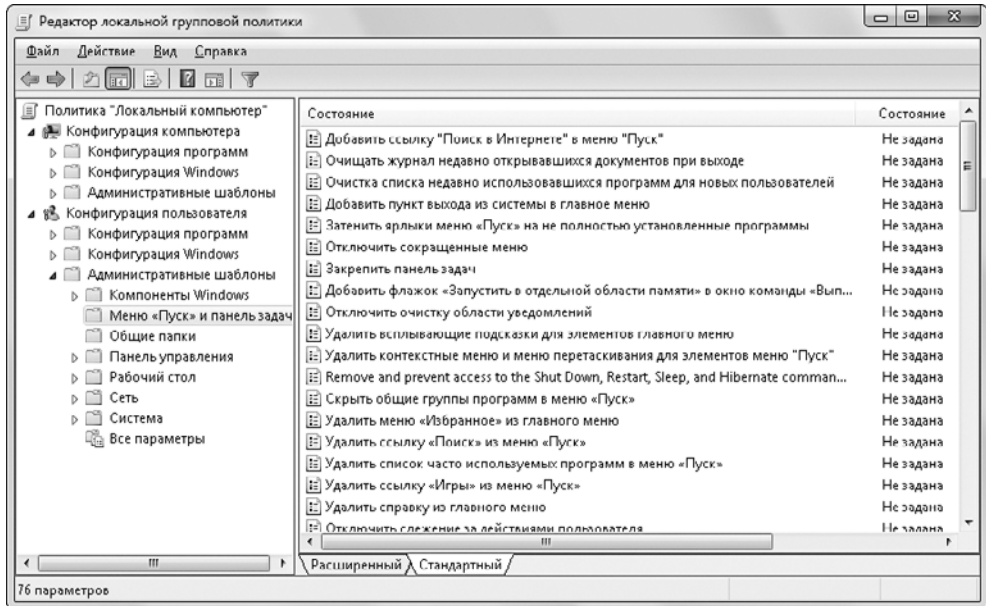 Редактор локальной групповой политики
Файл Действие Вид Справка
Политика "Локальный компьютер"
Конфигурация компьютера
Конфигурация программ
Конфигурация Windows
Административные шаблоны
Конфигурация пользователя
Конфигурация программ
Конфигурация Windows
Административные шаблоны
Компоненты Windows
Меню «Пуск» и панель задач
Общие папки
Панель управления
Рабочий стол
Сеть
Система
Все параметры
Состояние Состояние
Добавить ссылку "Поиск в Интернете" в меню "Пуск" Не задана
Очищать журнал недавно открывавшихся документов при выходе Не задана
Очистка списка недавно использовавшихся программ для новых пользователей Не задана
Добавить пункт выхода из системы в главное меню Не задана
Затенить ярлыки меню «Пуск» на не полностью установленные программы Не задана
Отключить сокращенные меню Не задана
Закрепить панель задач Не задана
Добавить флажок «Запустить в отдельной области памяти» в окно команды «Вып... Не задана
Отключить очистку области уведомлений Не задана
Удалить всплывающие подсказки для элементов главного меню Не задана
Удалить контекстные меню и меню перетаскивания для элементов меню "Пуск" Не задана
Remove and prevent access to the Shut Down, Restart, Sleep, and Hibernate comman... Не задана
Скрыть общие группы программ в меню «Пуск» Не задана
Удалить меню «Избранное» из главного меню Не задана
Удалить ссылку «Поиск» из меню «Пуск» Не задана
Удалить список часто используемых программ в меню «Пуск» Не задана
Удалить ссылку «Игры» из меню «Пуск» Не задана
Удалить справку из главного меню Не задана
Отключить слежение за действиями пользователя Не задана
Расширенный Стандартный
76 параметров